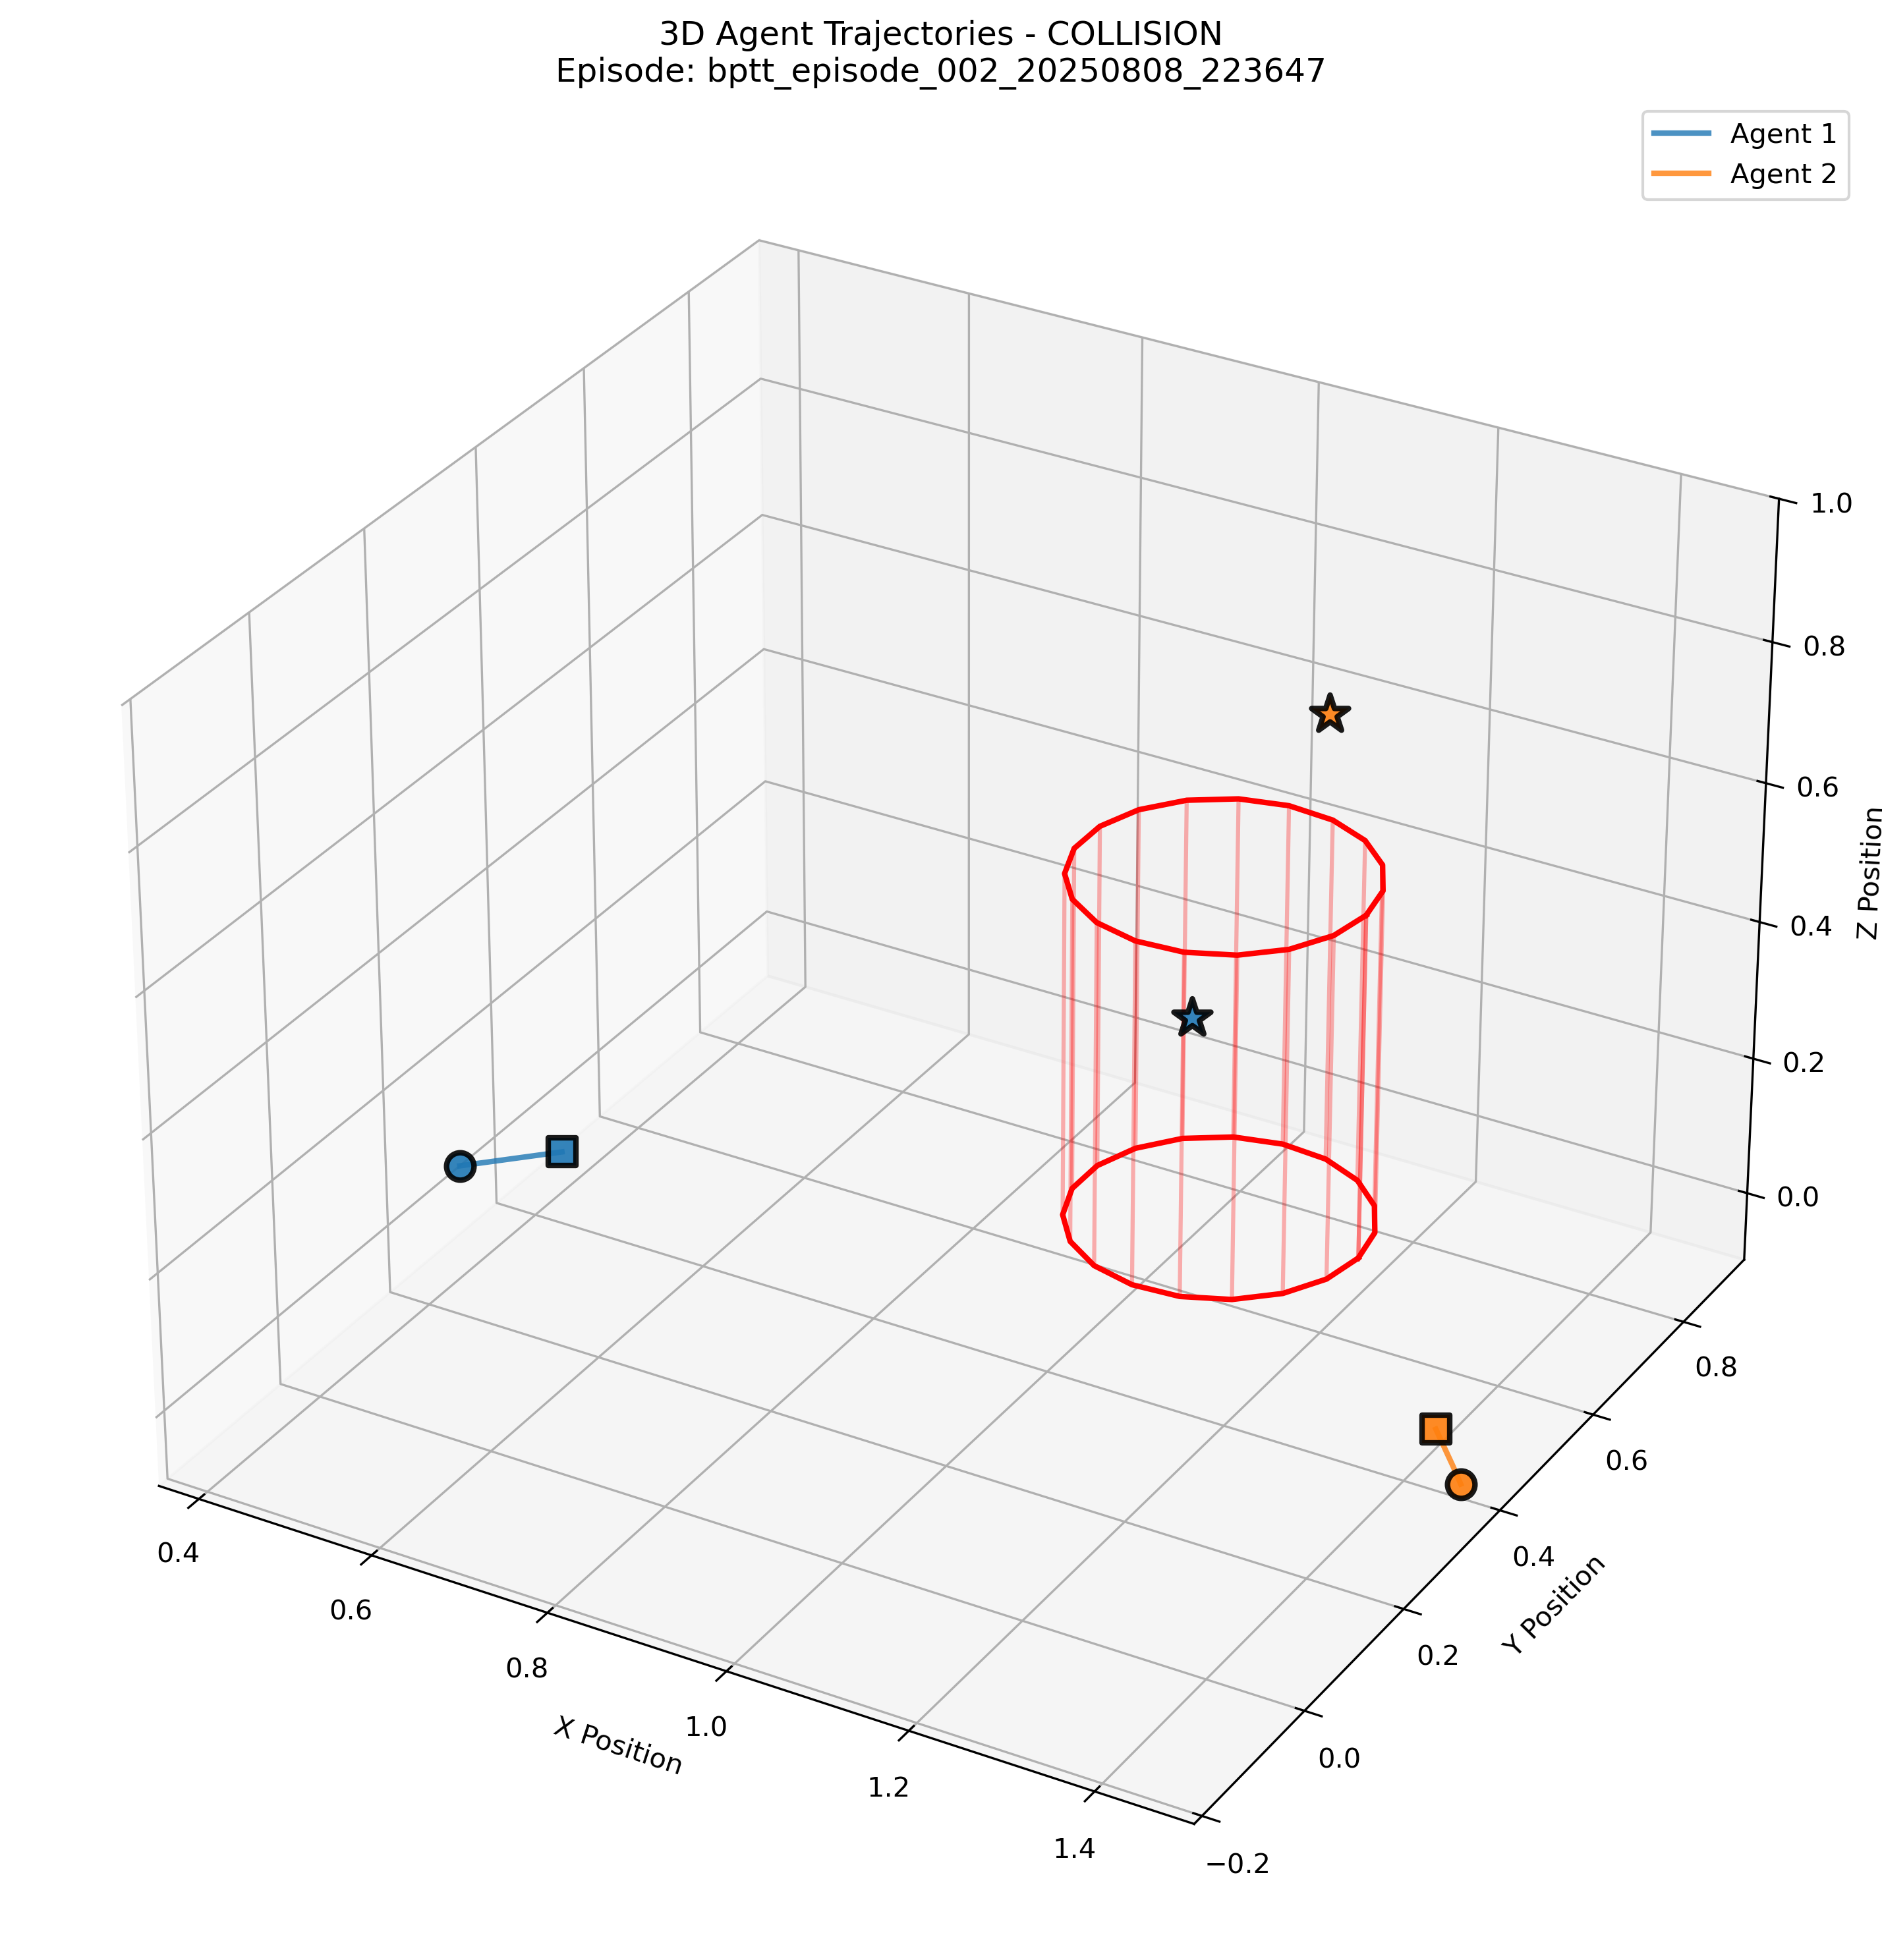 3D Agent Trajectories - COLLISION
Episode: bptt_episode_002_20250808_223647
Agent 1
Agent 2
1.0
0.8
0.6
0.4
0.2
0.0
Z Position
0.8
0.6
0.4
0.2
0.0
−0.2
Y Position
0.4
0.6
0.8
1.0
1.2
1.4
X Position